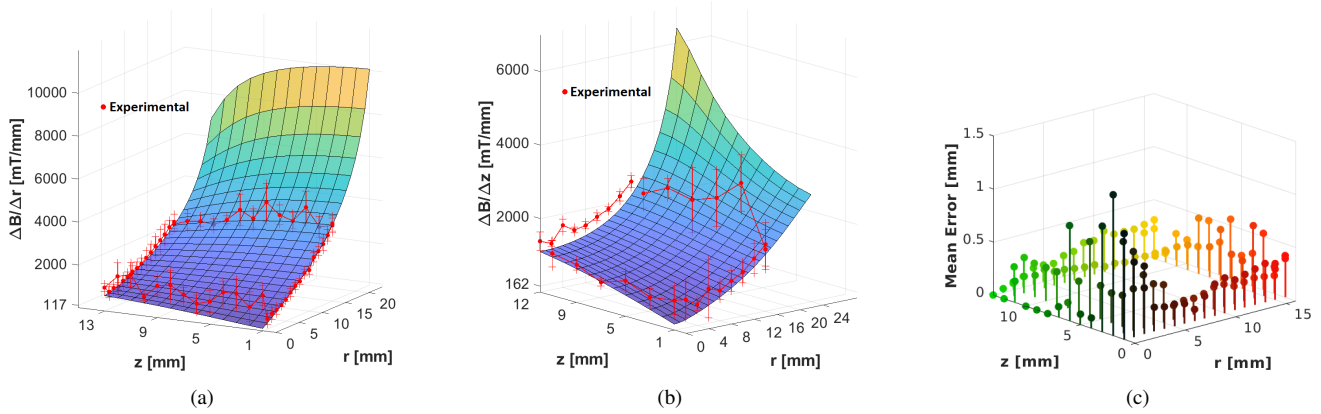 10000
8000
6000
4000
2000
117
ΔB/Δr [mT/mm]
Experimental
13
9
5
1
z [mm]
0
5
10
15
20
r [mm]
(a)
6000
4000
2000
162
ΔB/Δz [mT/mm]
Experimental
12
9
5
1
z [mm]
0
4
8
12
16
20
24
r [mm]
(b)
1.5
1
0.5
0
Mean Error [mm]
10
5
0
z [mm]
0
5
10
15
r [mm]
(c)